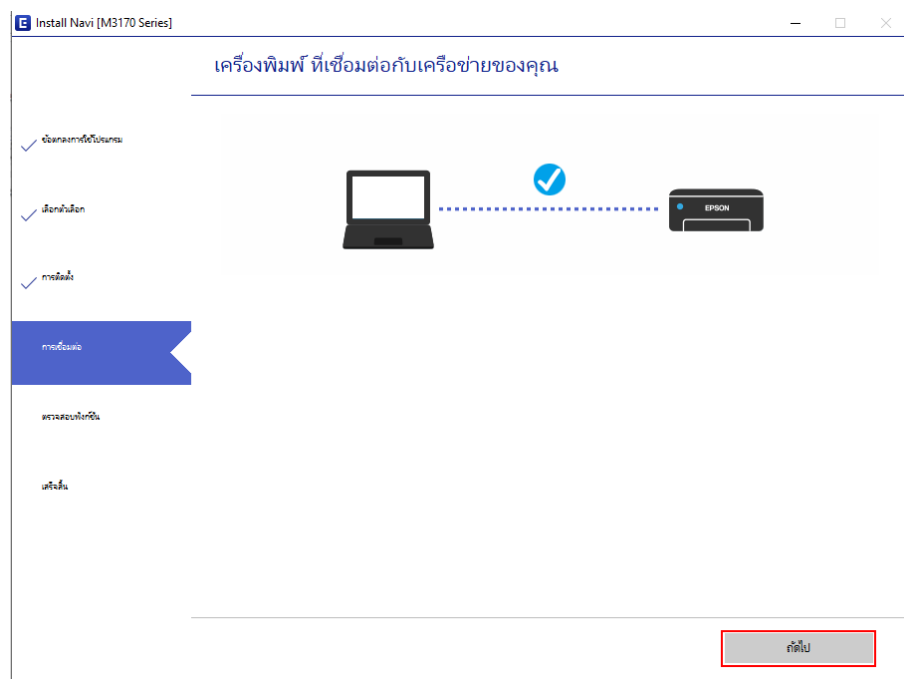 Install Navi [M3170 Series]
เครื่องพิมพ์ ที่เชื่อมต่อกับเครือข่ายของคุณ
ข้อตกลงการใช้โปรแกรม
เลือกตัวเลือก
การติดตั้ง
การเชื่อมต่อ
ตรวจสอบฟังก์ชัน
เสร็จสิ้น
EPSON
ถัดไป